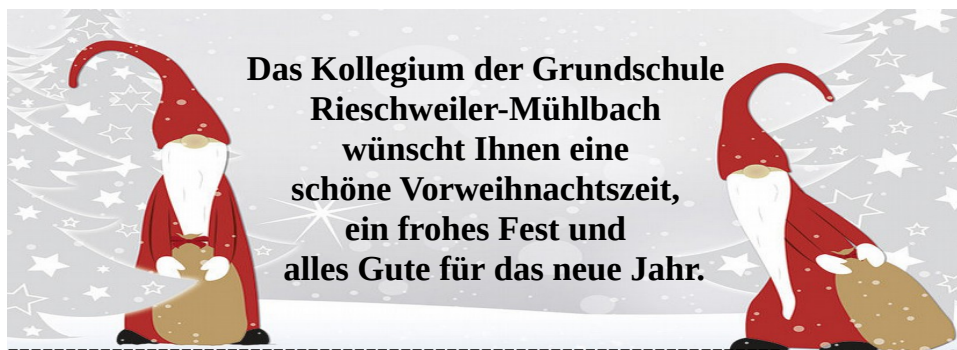 Das Kollegium der Grundschule
Rieschweiler-Mühlbach
wünscht Ihnen eine
schöne Vorweihnachtszeit,
ein frohes Fest und
alles Gute für das neue Jahr.